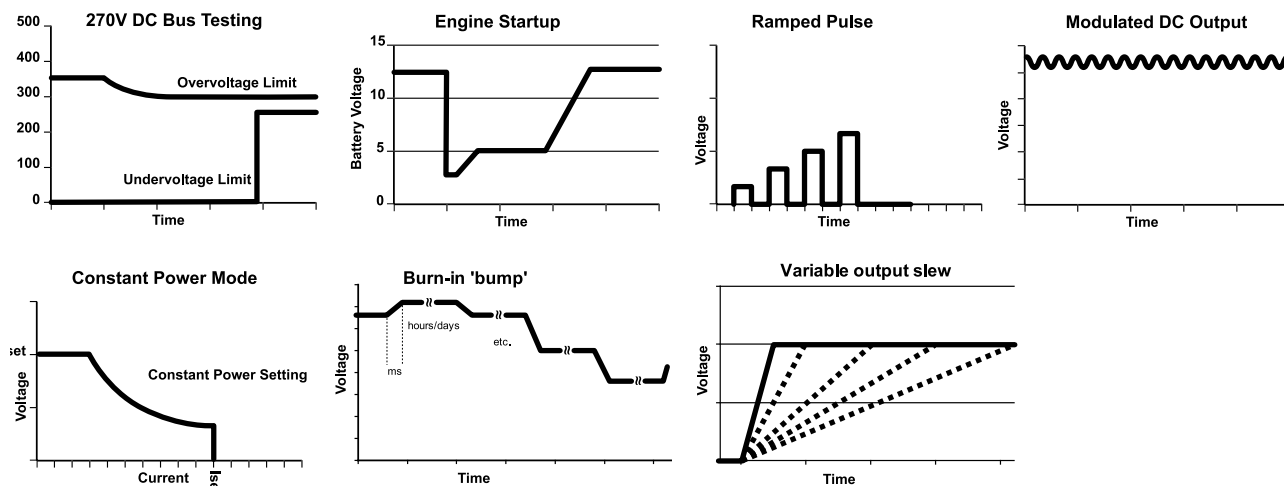 270V DC Bus Testing
500
400
300
200
100
0
Overvoltage Limit
Undervoltage Limit
Time
Engine Startup
15
10
5
0
Battery Voltage
Time
Ramped Pulse
Voltage
Time
Modulated DC Output
Voltage
Time
Constant Power Mode
set
Voltage
Constant Power Setting
Current
Ise
Burn-in 'bump'
hours/days
etc.
ms
Voltage
Time
Variable output slew
Voltage
Time